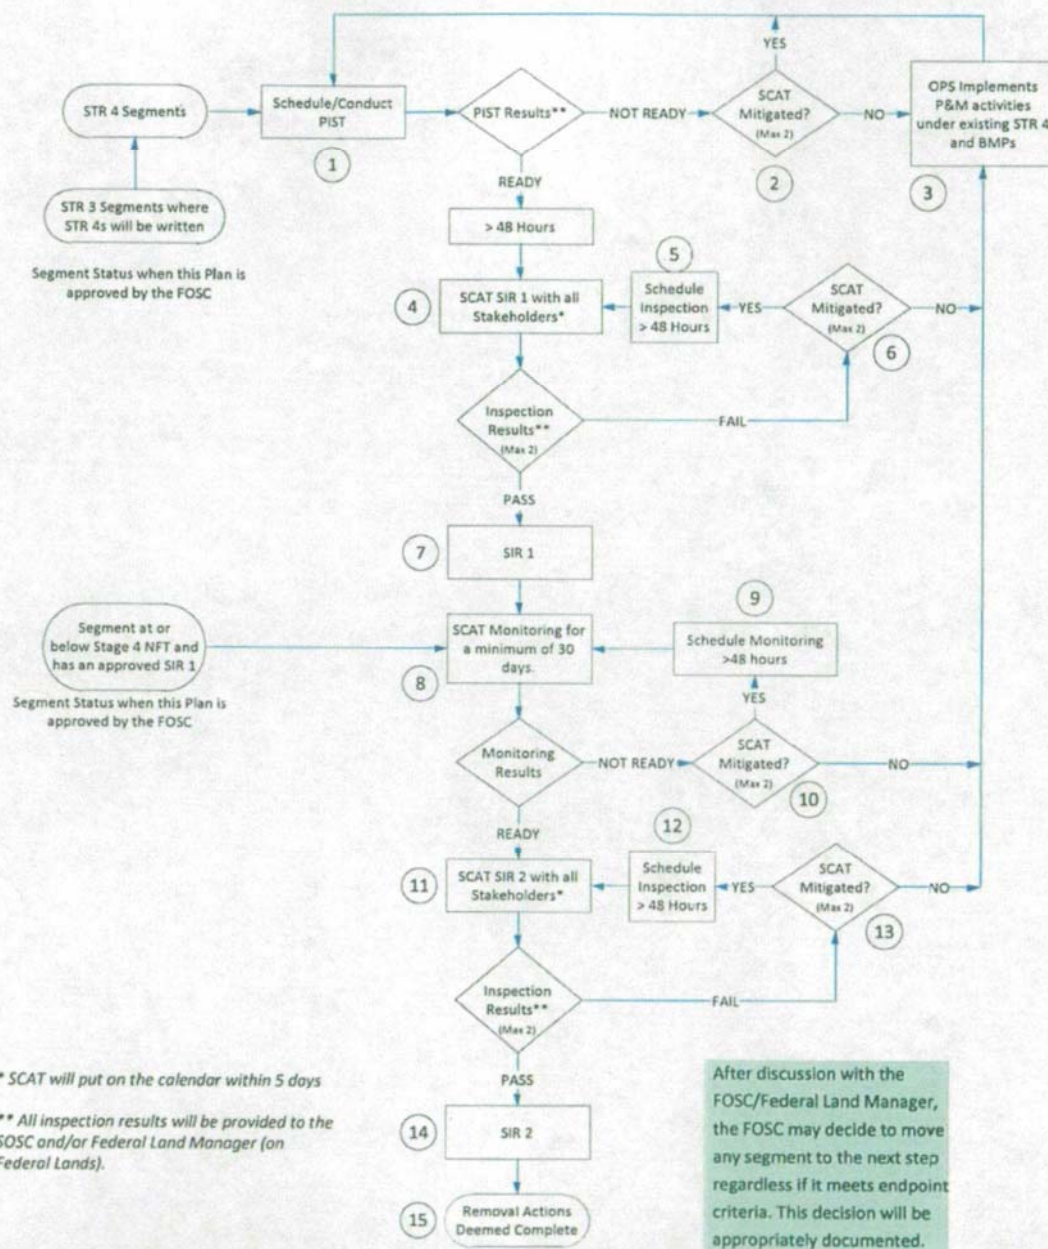 YES
STR 4 Segments
Schedule/Conduct
PIST
1
PIST Results**
NOT READY
SCAT
Mitigated?
(Max 2)
2
NO
OPS Implements
P&M activities
under existing STR 4
and BMPs
3
READY
STR 3 Segments where
STR 4s will be written
Segment Status when this Plan is
approved by the FOSC
> 48 Hours
4
SCAT SIR 1 with all
Stakeholders*
5
Schedule
Inspection
> 48 Hours
YES
SCAT
Mitigated?
(Max 2)
6
NO
Inspection
Results**
(Max 2)
FAIL
PASS
7
SIR 1
Segment at or
below Stage 4 NFT and
has an approved SIR 1
Segment Status when this Plan is
approved by the FOSC
SCAT Monitoring for
a minimum of 30
days.
8
9
Schedule Monitoring
>48 hours
YES
Monitoring
Results
NOT READY
SCAT
Mitigated?
(Max 2)
10
NO
READY
11
SCAT SIR 2 with all
Stakeholders*
12
Schedule
Inspection
> 48 Hours
YES
SCAT
Mitigated?
(Max 2)
13
NO
Inspection
Results**
(Max 2)
FAIL
PASS
14
SIR 2
15
Removal Actions
Deemed Complete
* SCAT will put on the calendar within 5 days
** All inspection results will be provided to the
SOSC and/or Federal Land Manager (on
Federal Lands).
After discussion with the
FOSC/Federal Land Manager,
the FOSC may decide to move
any segment to the next step
regardless if it meets endpoint
criteria. This decision will be
appropriately documented.